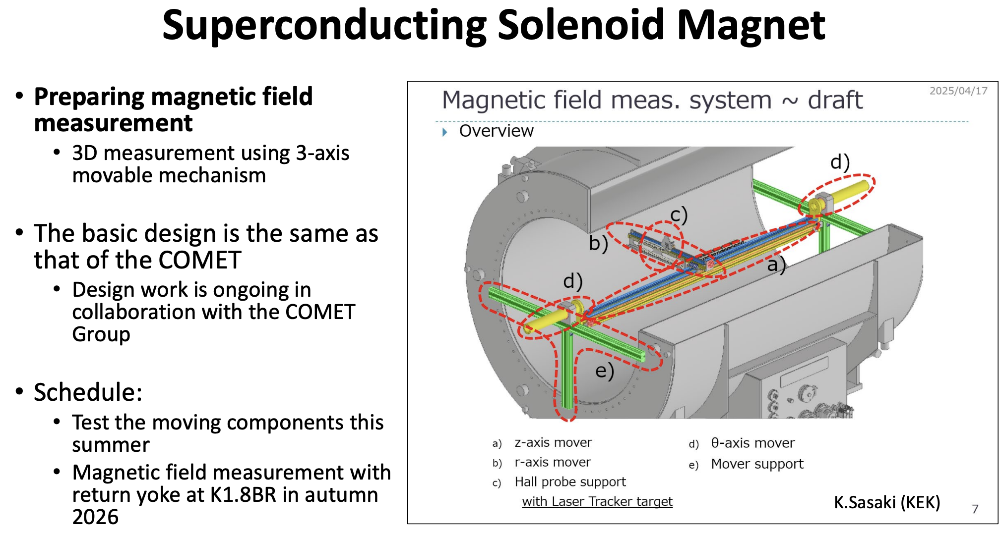 Superconducting Solenoid Magnet
• Preparing magnetic field
measurement
• 3D measurement using 3-axis
movable mechanism
• The basic design is the same as
that of the COMET
• Design work is ongoing in
collaboration with the COMET
Group
• Schedule:
• Test the moving components this
summer
• Magnetic field measurement with
return yoke at K1.8BR in autumn
2026
2025/04/17
Magnetic field meas. system ~ draft
Overview
d)
c)
b)
a)
d)
e)
a) z-axis mover
b) r-axis mover
c) Hall probe support
with Laser Tracker target
d) θ-axis mover
e) Mover support
K.Sasaki (KEK)
7